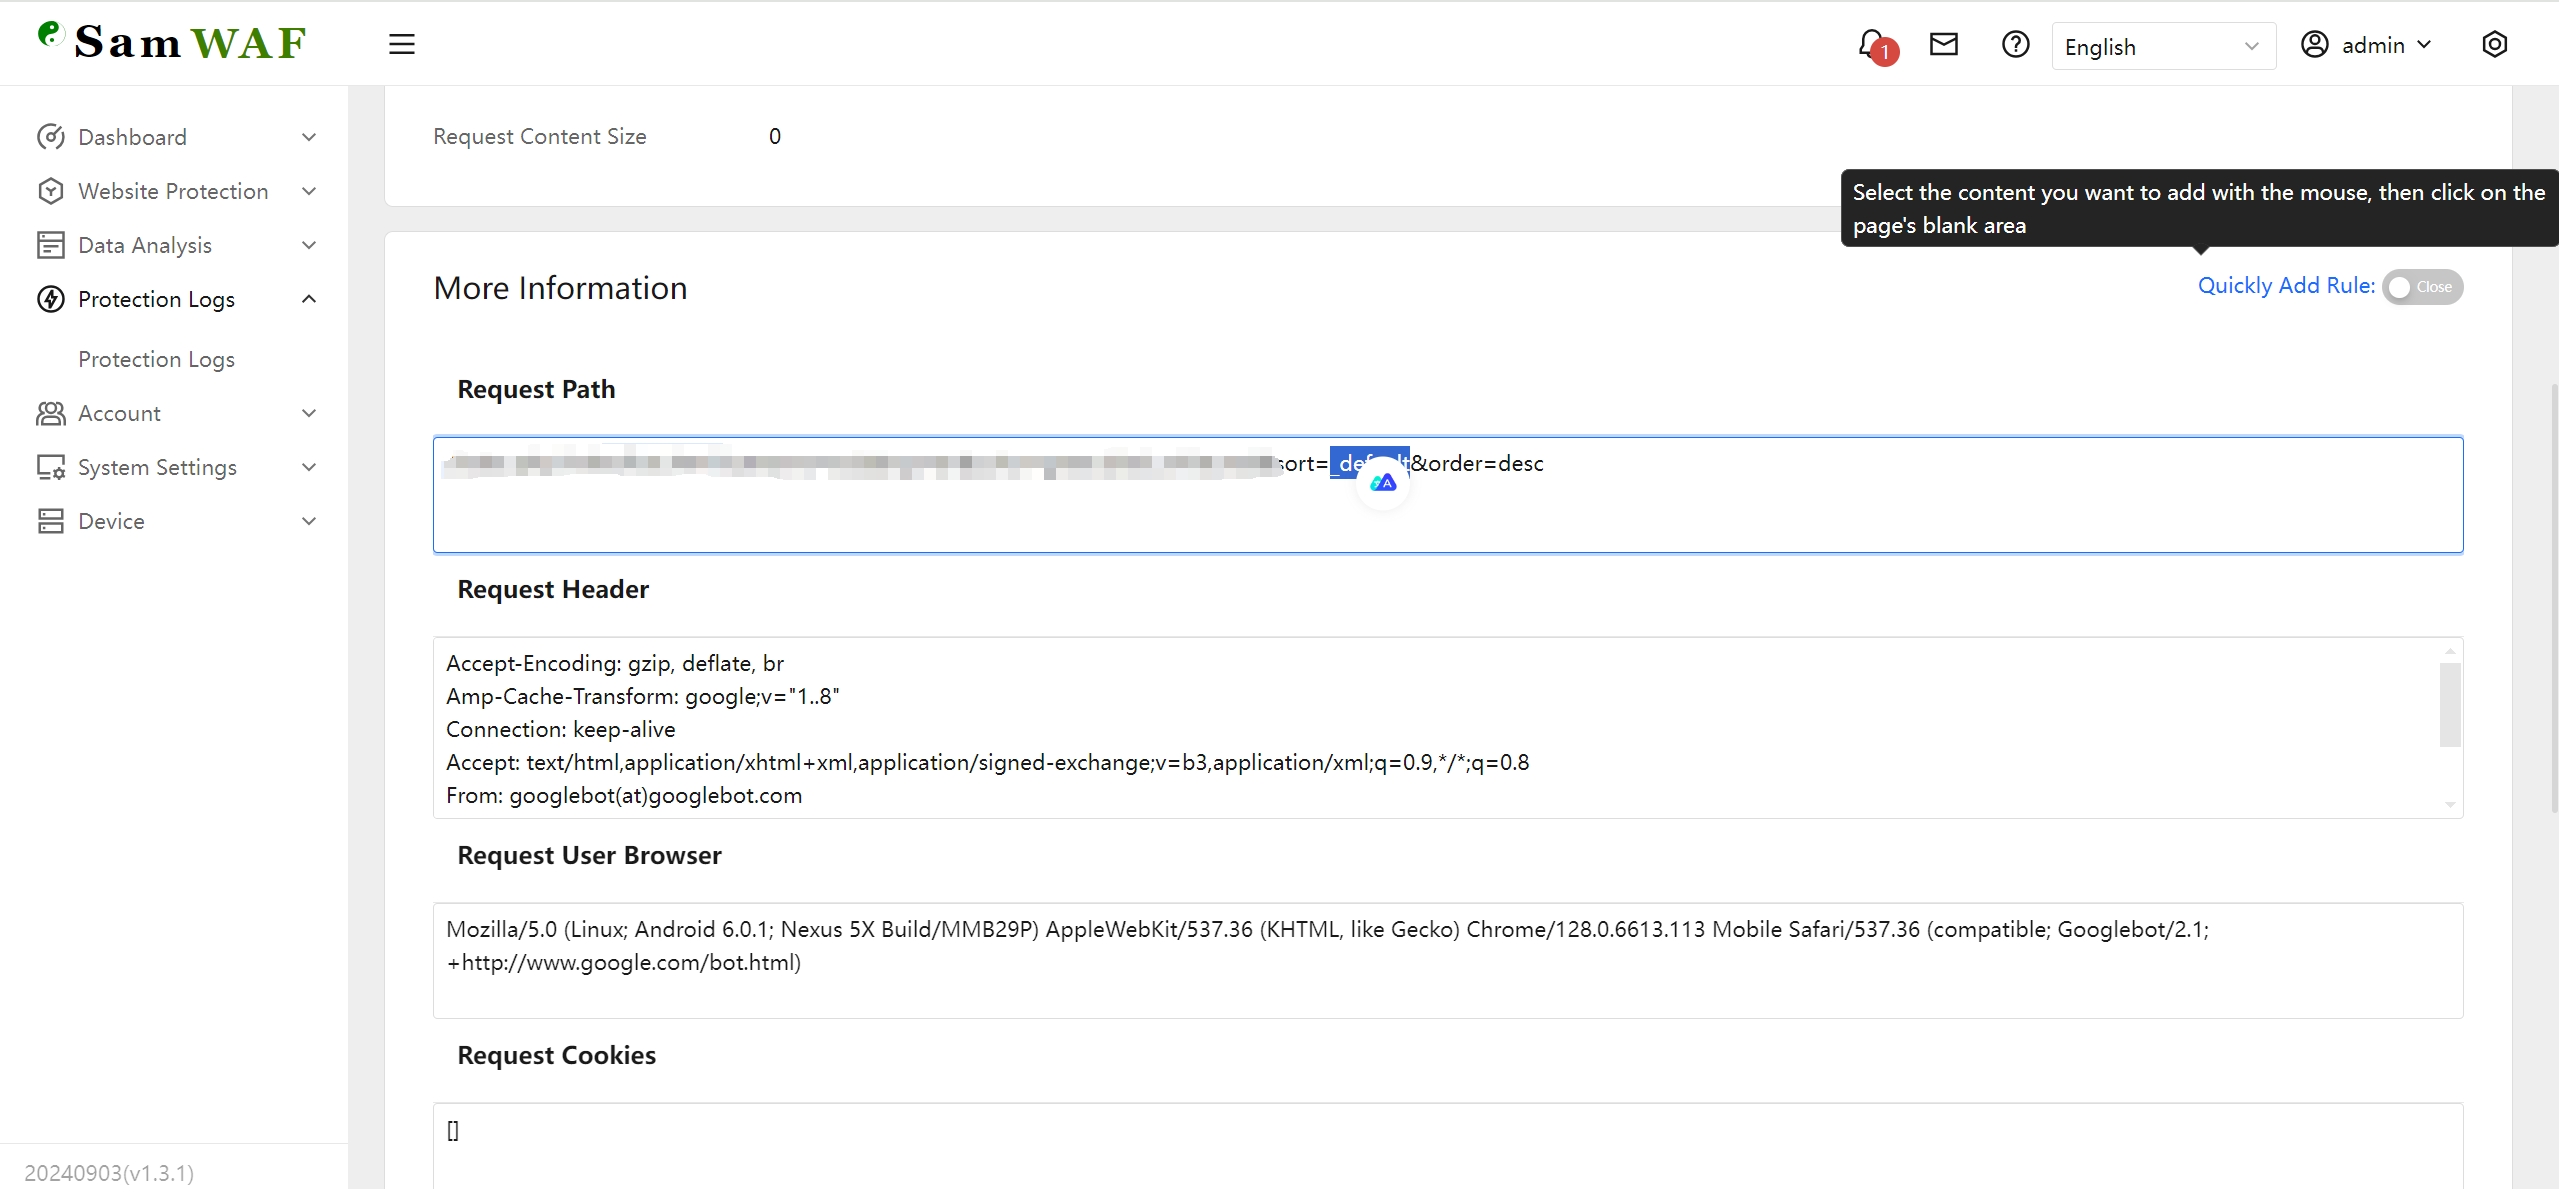 Sam WAF
1
English
admin
Dashboard
Website Protection
Data Analysis
Protection Logs
Protection Logs
Account
System Settings
Device
20240903(v1.3.1)
Request Content Size 0
Select the content you want to add with the mouse, then click on the
page's blank area
More Information
Quickly Add Rule: Close
Request Path
sort=_default&order=desc
Request Header
Accept-Encoding: gzip, deflate, br
Amp-Cache-Transform: google;v="1..8"
Connection: keep-alive
Accept: text/html,application/xhtml+xml,application/signed-exchange;v=b3,application/xml;q=0.9,*/*;q=0.8
From: googlebot(at)googlebot.com
Request User Browser
Mozilla/5.0 (Linux; Android 6.0.1; Nexus 5X Build/MMB29P) AppleWebKit/537.36 (KHTML, like Gecko) Chrome/128.0.6613.113 Mobile Safari/537.36 (compatible; Googlebot/2.1;
+http://www.google.com/bot.html)
Request Cookies
[]